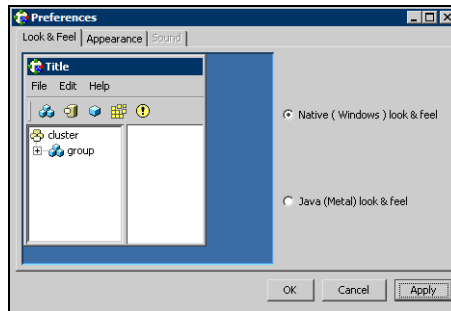 Preferences
Look & Feel Appearance Sound
Title
File Edit Help
cluster
group
Native ( Windows ) look & feel
Java (Metal) look & feel
OK Cancel Apply